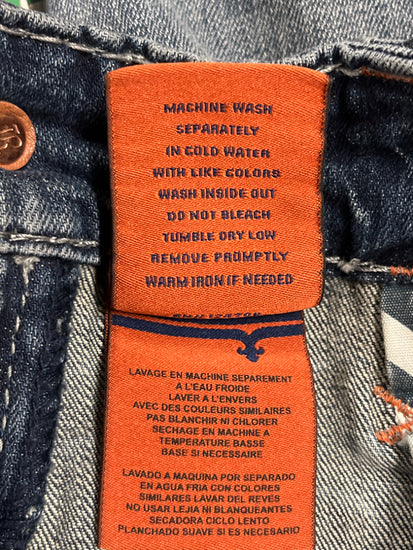 MACHINE WASH
SEPARATELY
IN COLD WATER
WITH LIKE COLORS
WASH INSIDE OUT
DO NOT BLEACH
TUMBLE DRY LOW
REMOVE PROMPTLY
WARM IRON IF NEEDED
LAVAGE EN MACHINE SEPAREMENT
A L'EAU FROIDE
LAVER A L'ENVERS
AVEC DES COULEURS SIMILAIRES
PAS BLANCHIR NI CHLORER
SECHAGE EN MACHINE A
TEMPERATURE BASSE
BASE SI NECESSAIRE
LAVADO A MAQUINA POR SEPARADO
EN AGUA FRIA CON COLORES
SIMILARES LAVAR DEL REVES
NO USAR LEJIA NI BLANQUEANTES
SECADORA CICLO LENTO
PLANCHADO SUAVE SI ES NECESARIO